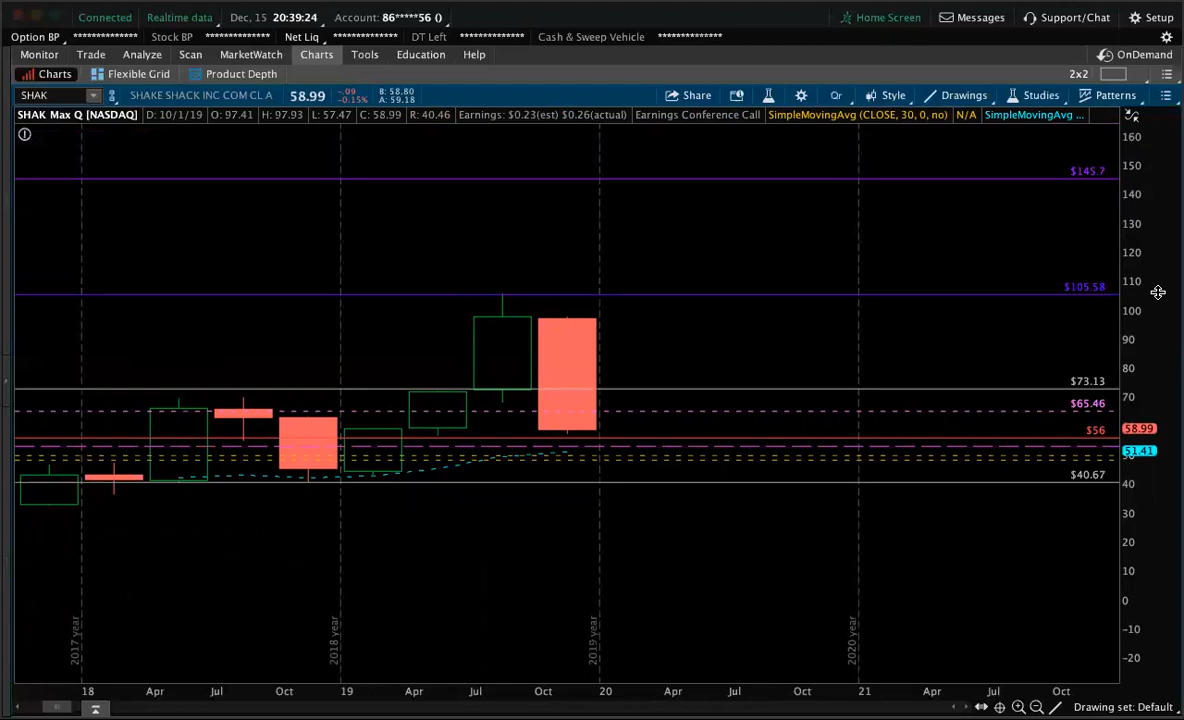 Connected Realtime data Dec, 15 20:39:24 Account: 86*****56 () Home Screen Messages Support/Chat Setup
Option BP ************** Stock BP ************** Net Liq ************** DT Left ************** Cash & Sweep Vehicle **************
Monitor Trade Analyze Scan MarketWatch Charts Tools Education Help OnDemand
Charts Flexible Grid Product Depth 2x2
SHAK SHAKE SHACK INC COM CL A 58.99 -.09 -0.15% B: 58.80 A: 59.18 Share Qr Style Drawings Studies Patterns
SHAK Max Q [NASDAQ] D: 10/1/19 O: 97.41 H: 97.93 L: 57.47 C: 58.99 R: 40.46 Earnings: $0.23(est) $0.26(actual) Earnings Conference Call SimpleMovingAvg (CLOSE, 30, 0, no) N/A SimpleMovingAvg ...
160
150
$145.7
140
130
120
110
$105.58
100
90
80
$73.13
70
$65.46
58.99
$56
51.41
$40.67
40
30
20
10
0
-10
-20
2017 year 2018 year 2019 year 2020 year
18 Apr Jul Oct 19 Apr Jul Oct 20 Apr Jul Oct 21 Apr Jul Oct
Drawing set: Default